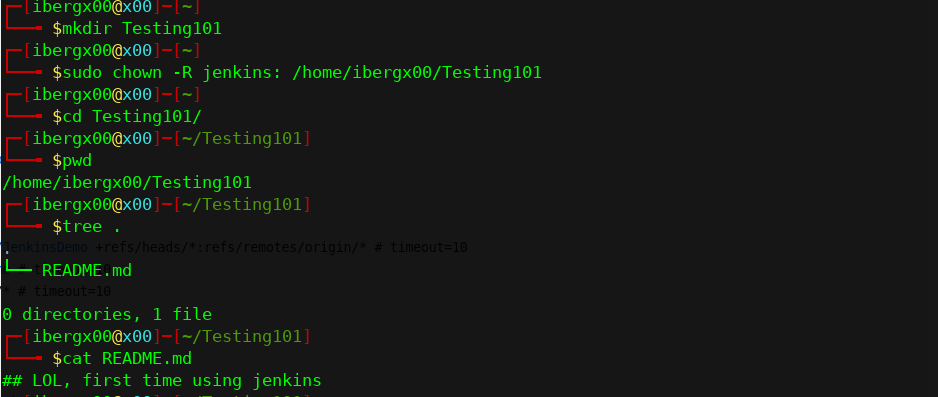 ┌─[ibergx00@x00]─[~]
└──╼ $mkdir Testing101
┌─[ibergx00@x00]─[~]
└──╼ $sudo chown -R jenkins: /home/ibergx00/Testing101
┌─[ibergx00@x00]─[~]
└──╼ $cd Testing101/
┌─[ibergx00@x00]─[~/Testing101]
└──╼ $pwd
/home/ibergx00/Testing101
┌─[ibergx00@x00]─[~/Testing101]
└──╼ $tree .
.
JenkinsDemo +refs/heads/*:refs/remotes/origin/* # timeout=10
└── README.md
* # timeout=10
0 directories, 1 file
┌─[ibergx00@x00]─[~/Testing101]
└──╼ $cat README.md
## LOL, first time using jenkins